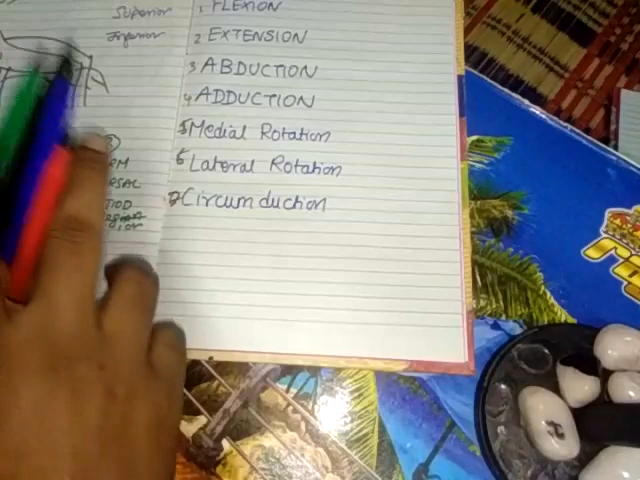 Superior
Inferior
1 FLEXION
2 EXTENSION
3 ABDUCTION
4 ADDUCTION
5 Medial Rotation
6 Lateral Rotation
7 Circumduction